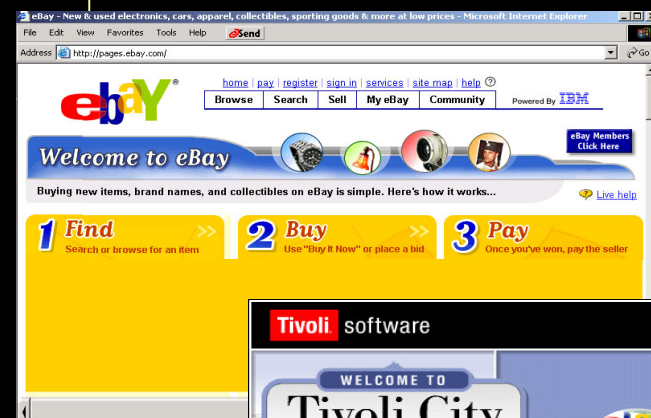 eBay - New & used electronics, cars, apparel, collectibles, sporting goods & more at low prices - Microsoft Internet Explorer
File Edit View Favorites Tools Help Send
Address http://pages.ebay.com/ Go
ebaY®
home | pay | register | sign in | services | site map | help ?
Browse Search Sell My eBay Community Powered By IBM
eBay Members
Click Here
Welcome to eBay
Buying new items, brand names, and collectibles on eBay is simple. Here's how it works...
? Live help
1 Find >> 2 Buy >> 3 Pay
Search or browse for an item Use "Buy It Now" or place a bid Once you've won, pay the seller
Tivoli software
WELCOME TO
Tivoli City